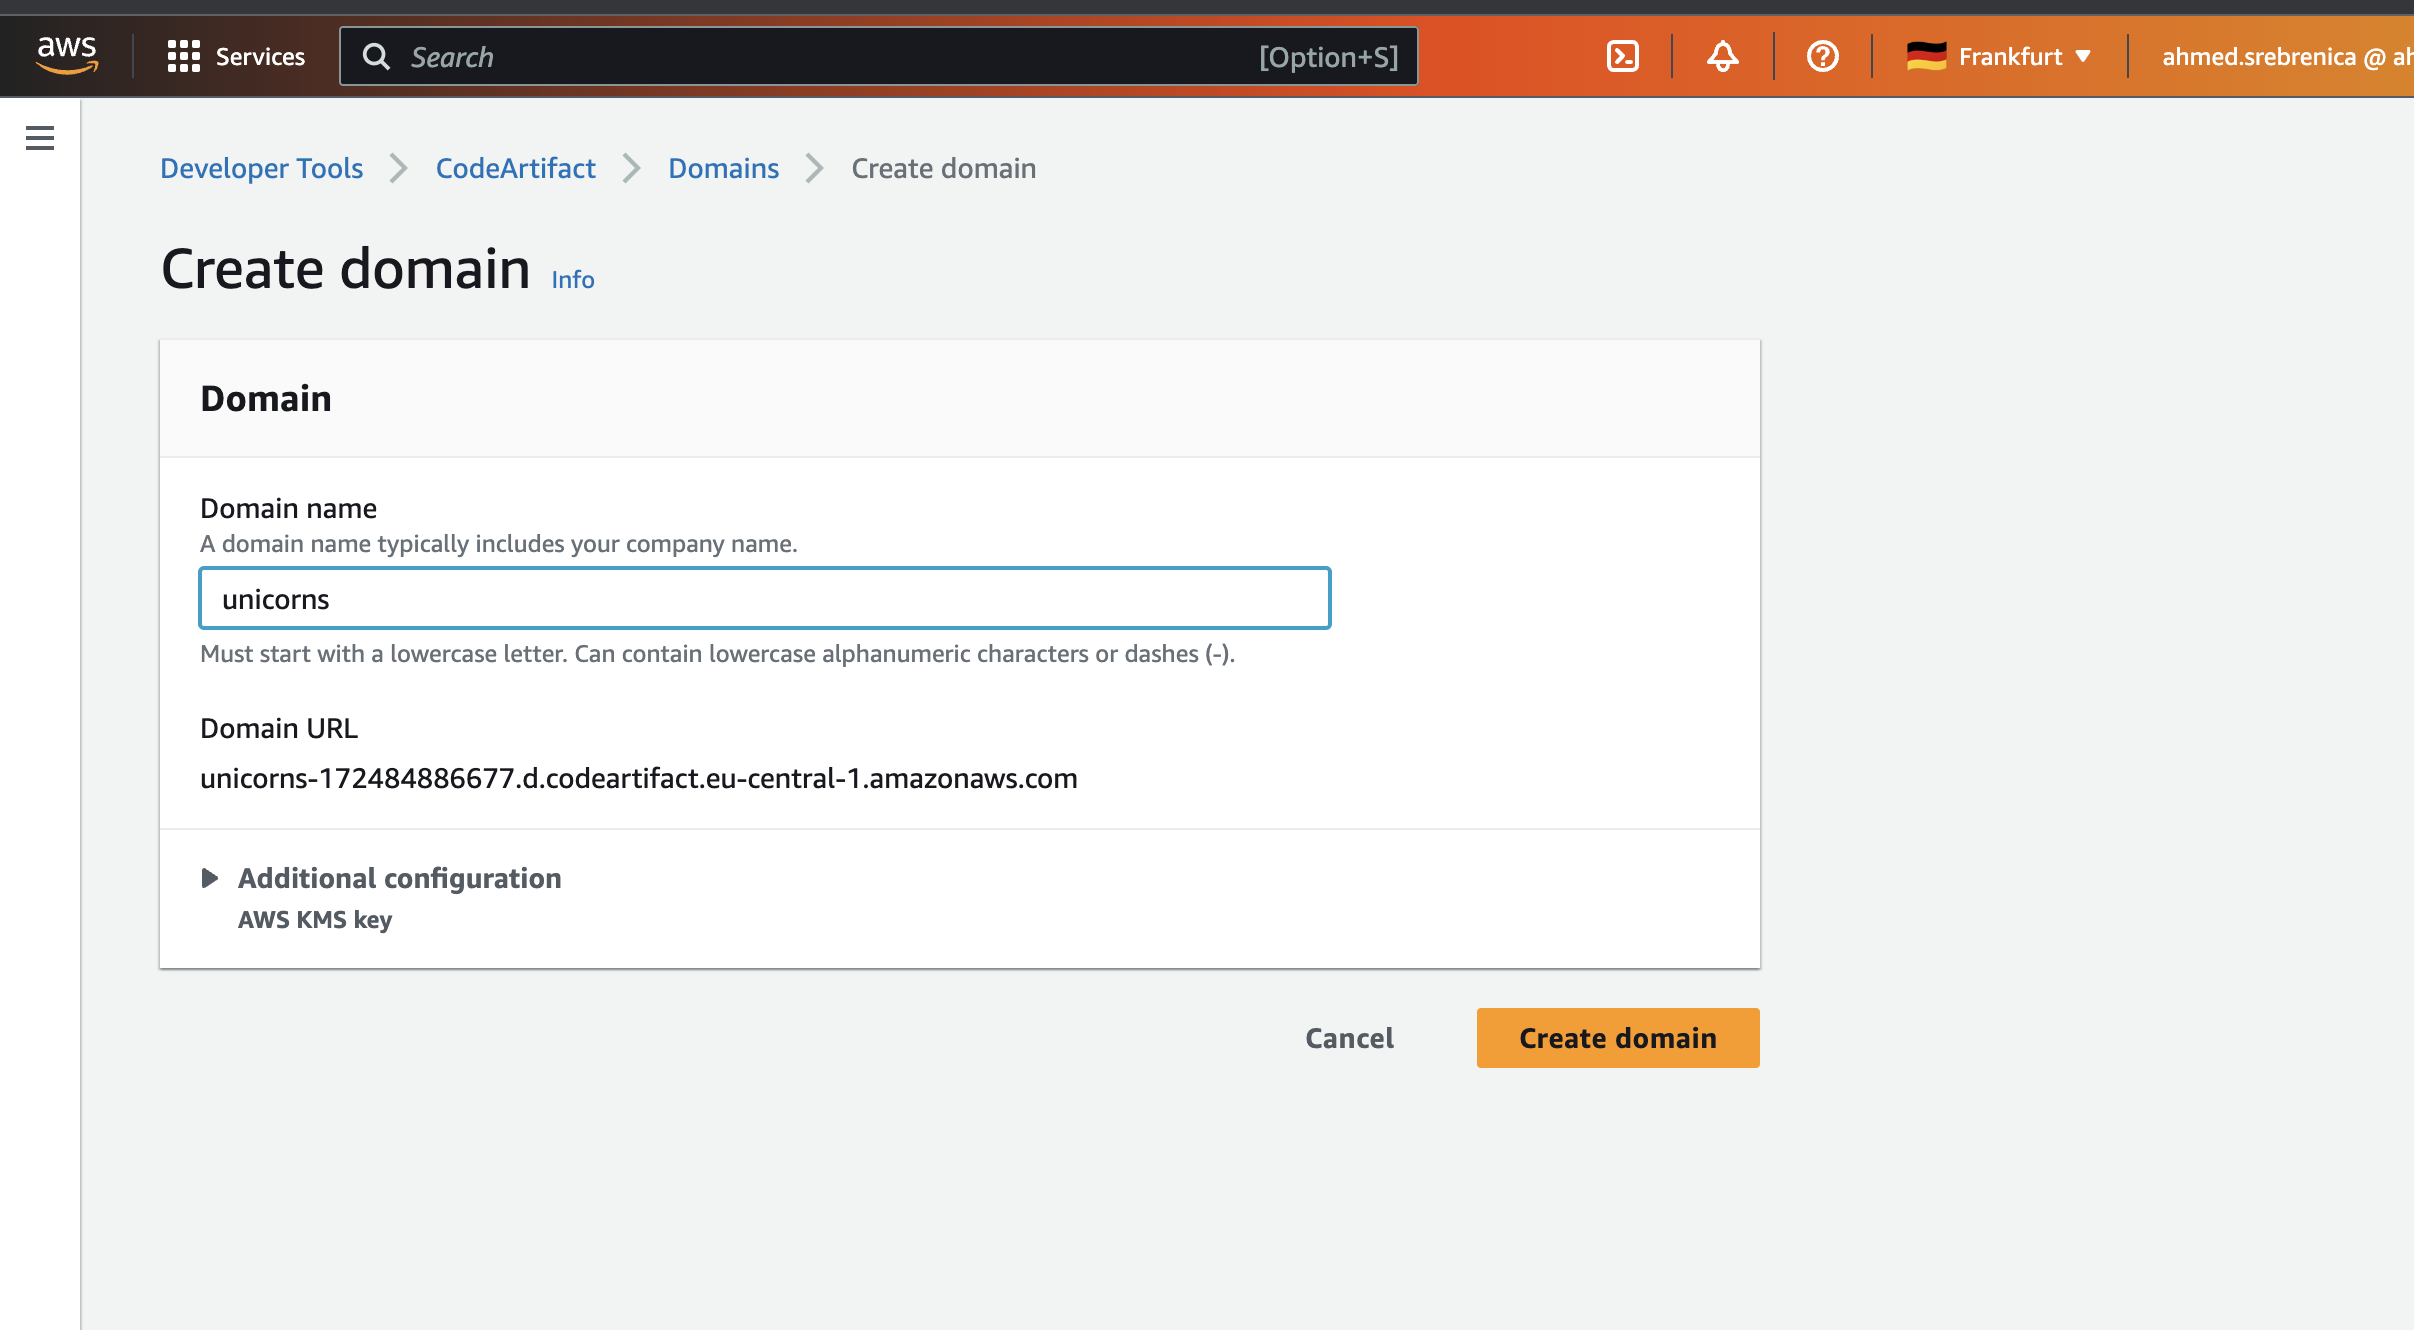 aws Services Search [Option+S] Frankfurt ahmed.srebrenica @ ah
Developer Tools CodeArtifact Domains Create domain
Create domain Info
Domain
Domain name
A domain name typically includes your company name.
unicorns
Must start with a lowercase letter. Can contain lowercase alphanumeric characters or dashes (-).
Domain URL
unicorns-172484886677.d.codeartifact.eu-central-1.amazonaws.com
Additional configuration
AWS KMS key
Cancel Create domain